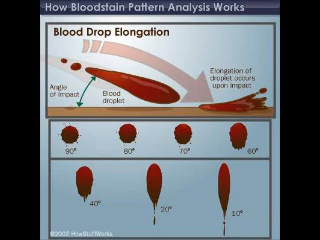 How Bloodstain Pattern Analysis Works
Blood Drop Elongation
Elongation of
droplet occurs
upon impact
Angle
of Impact
Blood
droplet
90°
80°
70°
60°
40°
20°
10°
©2006 HowStuffWorks